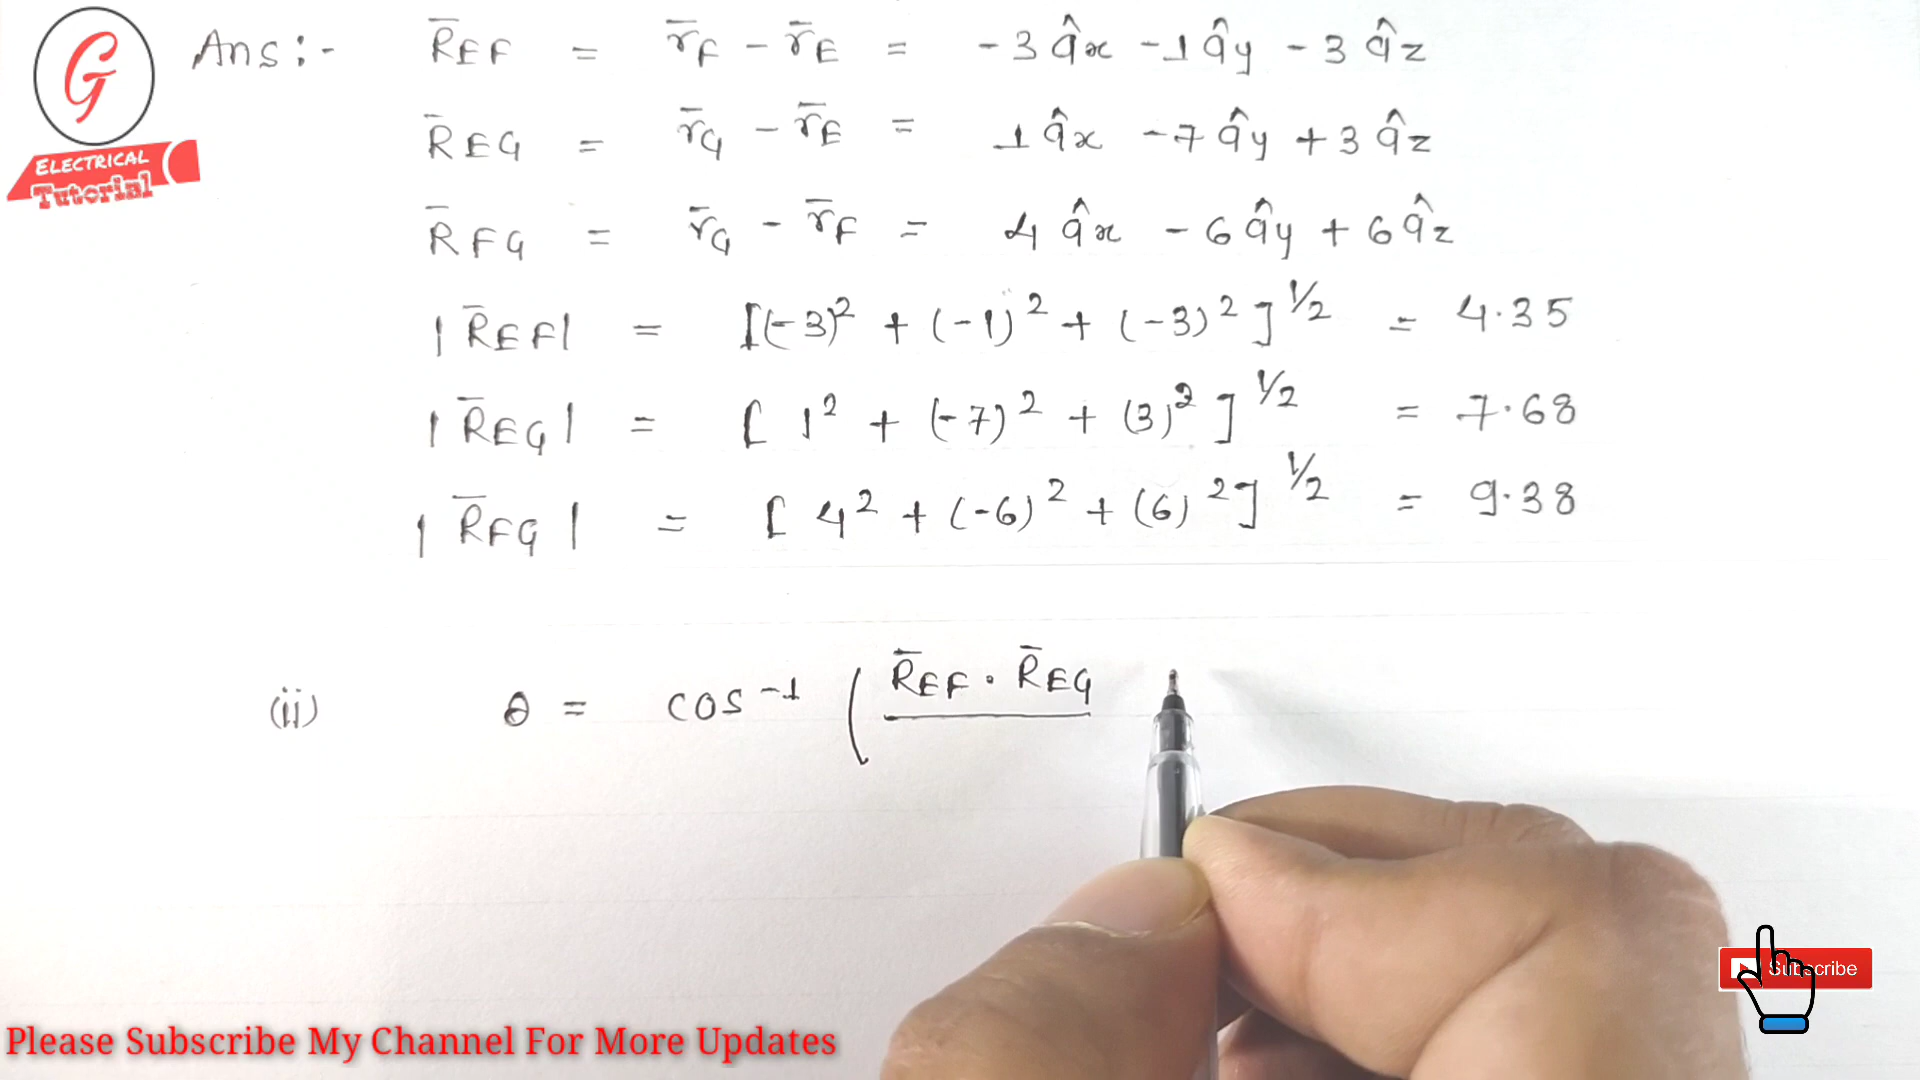 G
ELECTRICAL
Tutorial
Ans:- R̄EF = r̄F - r̄E = -3 âx -1 ây - 3 âz
R̄EG = r̄G - r̄E = 1 âx -7 ây + 3 âz
R̄FG = r̄G - r̄F = 4 âx - 6 ây + 6 âz
|R̄EF| = [(-3)² + (-1)² + (-3)²]^1/2 = 4.35
|R̄EG| = [1² + (-7)² + (3)²]^1/2 = 7.68
|R̄FG| = [4² + (-6)² + (6)²]^1/2 = 9.38
(ii) θ = cos⁻¹ ( R̄EF . R̄EG
Subscribe
Please Subscribe My Channel For More Updates